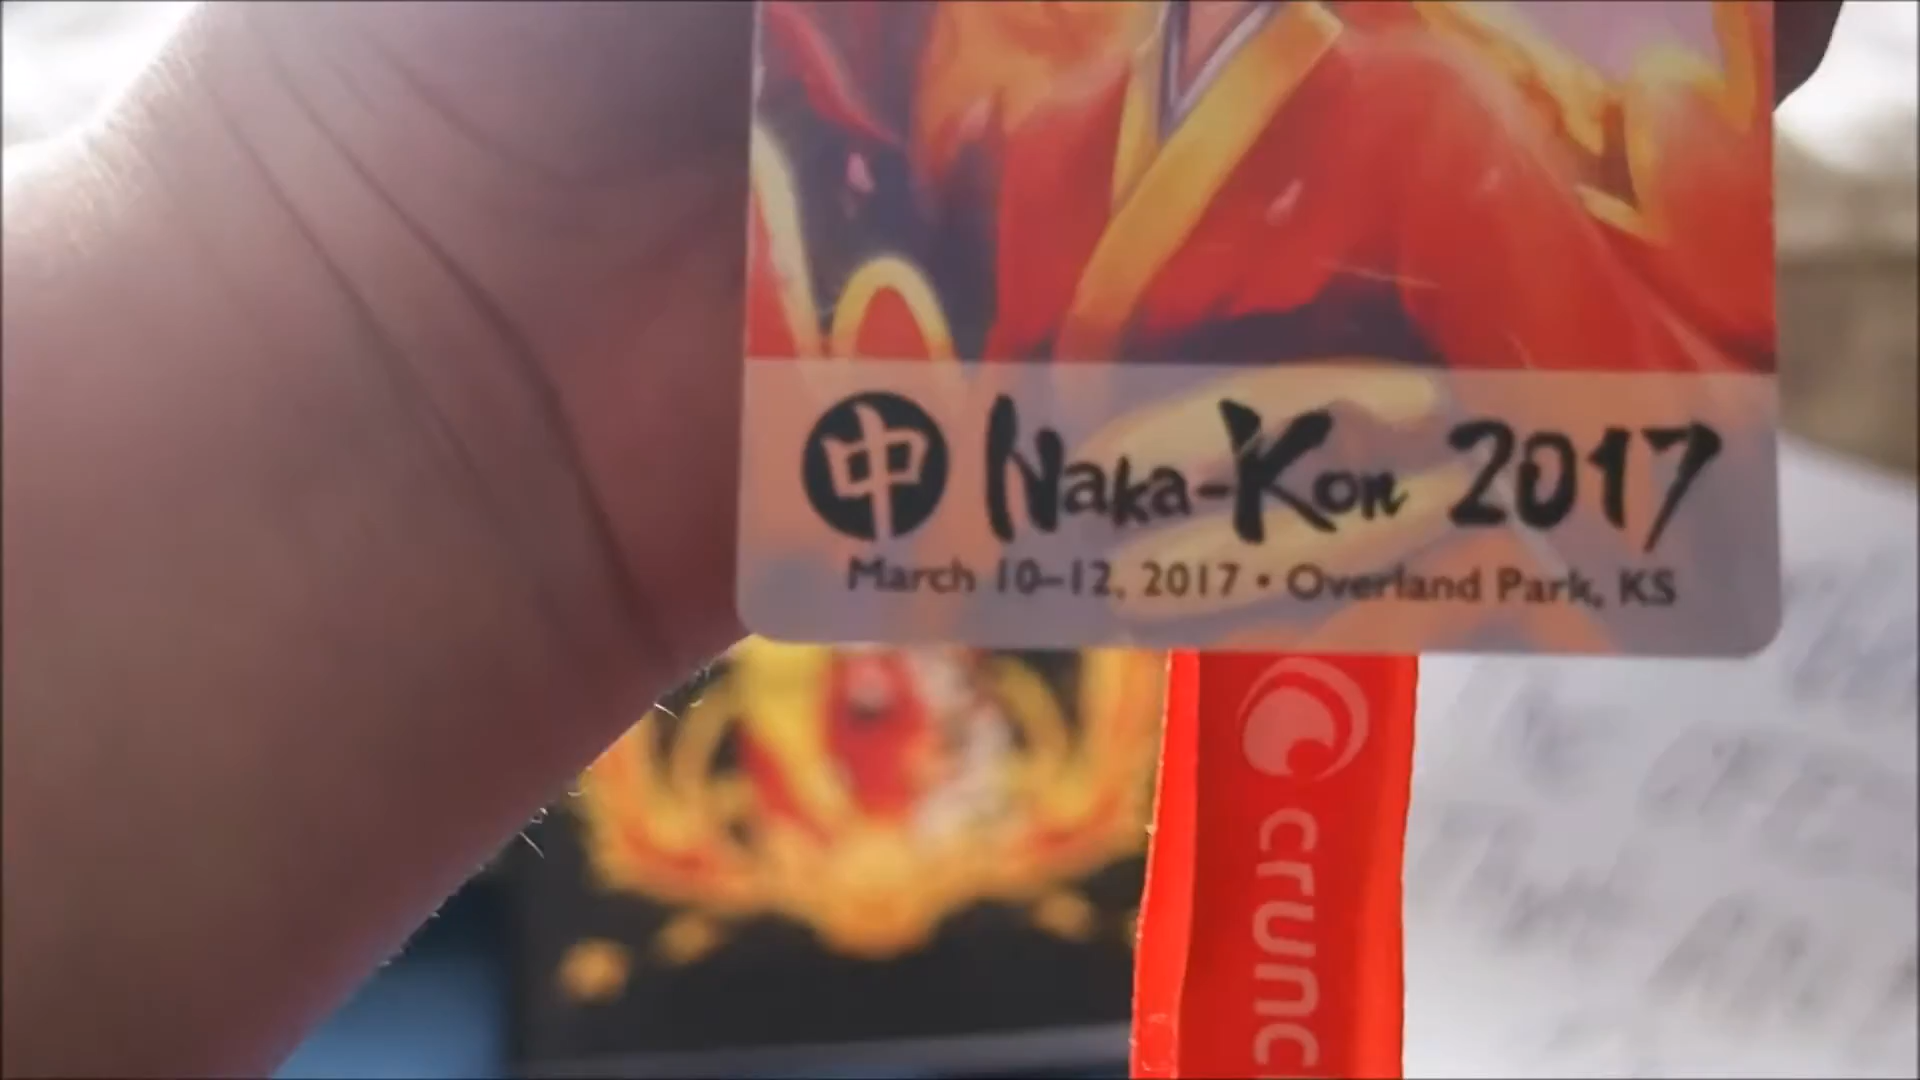 中 Naka-Kon 2017
March 10–12, 2017 • Overland Park, KS
crunc